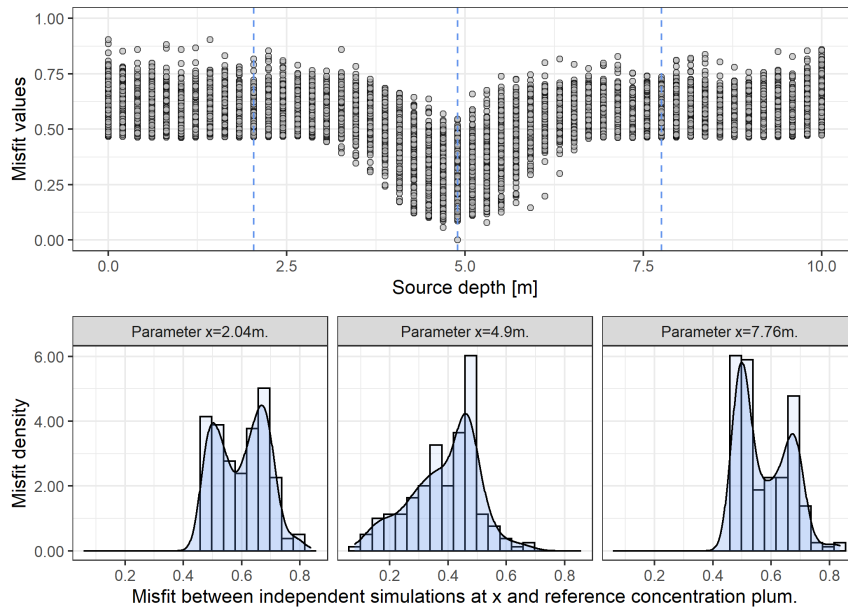 Misfit values
1.00
0.75
0.50
0.25
0.00
0.0 2.5 5.0 7.5 10.0
Source depth [m]
Parameter x=2.04m. Parameter x=4.9m. Parameter x=7.76m.
Misfit density
6.00
4.00
2.00
0.00
0.2 0.4 0.6 0.8 0.2 0.4 0.6 0.8 0.2 0.4 0.6 0.8
Misfit between independent simulations at x and reference concentration plum.